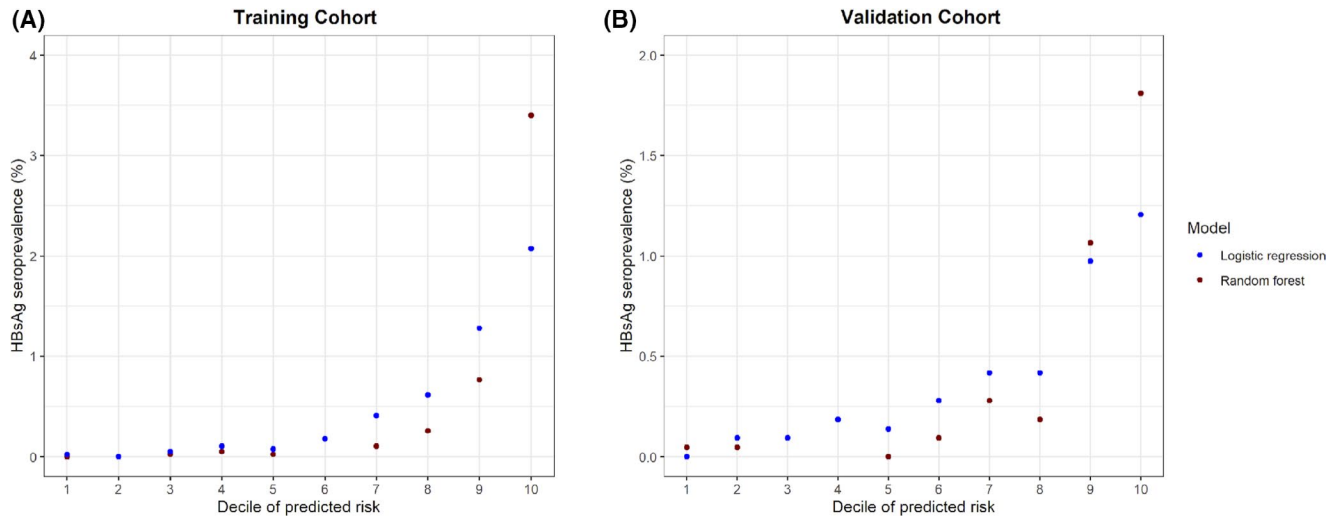 (A)
Training Cohort
HBsAg seroprevalence (%)
4
3
2
1
0
1 2 3 4 5 6 7 8 9 10
Decile of predicted risk
(B)
Validation Cohort
HBsAg seroprevalence (%)
2.0
1.5
1.0
0.5
0.0
1 2 3 4 5 6 7 8 9 10
Decile of predicted risk
Model
Logistic regression
Random forest